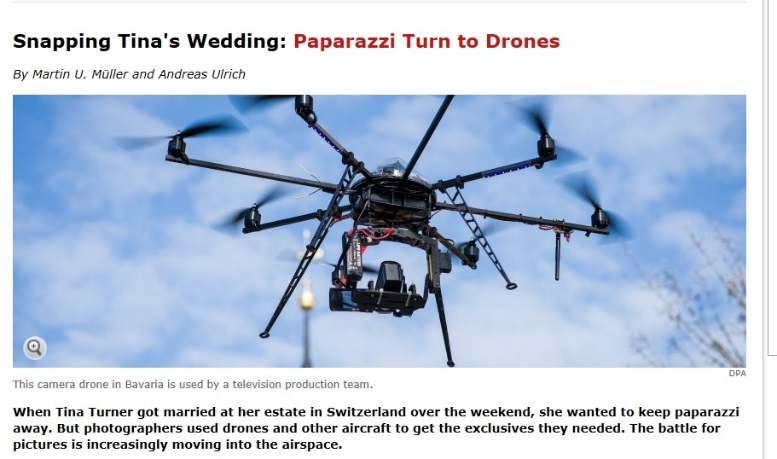 Snapping Tina's Wedding: Paparazzi Turn to Drones
By Martin U. Müller and Andreas Ulrich
DPA
This camera drone in Bavaria is used by a television production team.
When Tina Turner got married at her estate in Switzerland over the weekend, she wanted to keep paparazzi
away. But photographers used drones and other aircraft to get the exclusives they needed. The battle for
pictures is increasingly moving into the airspace.